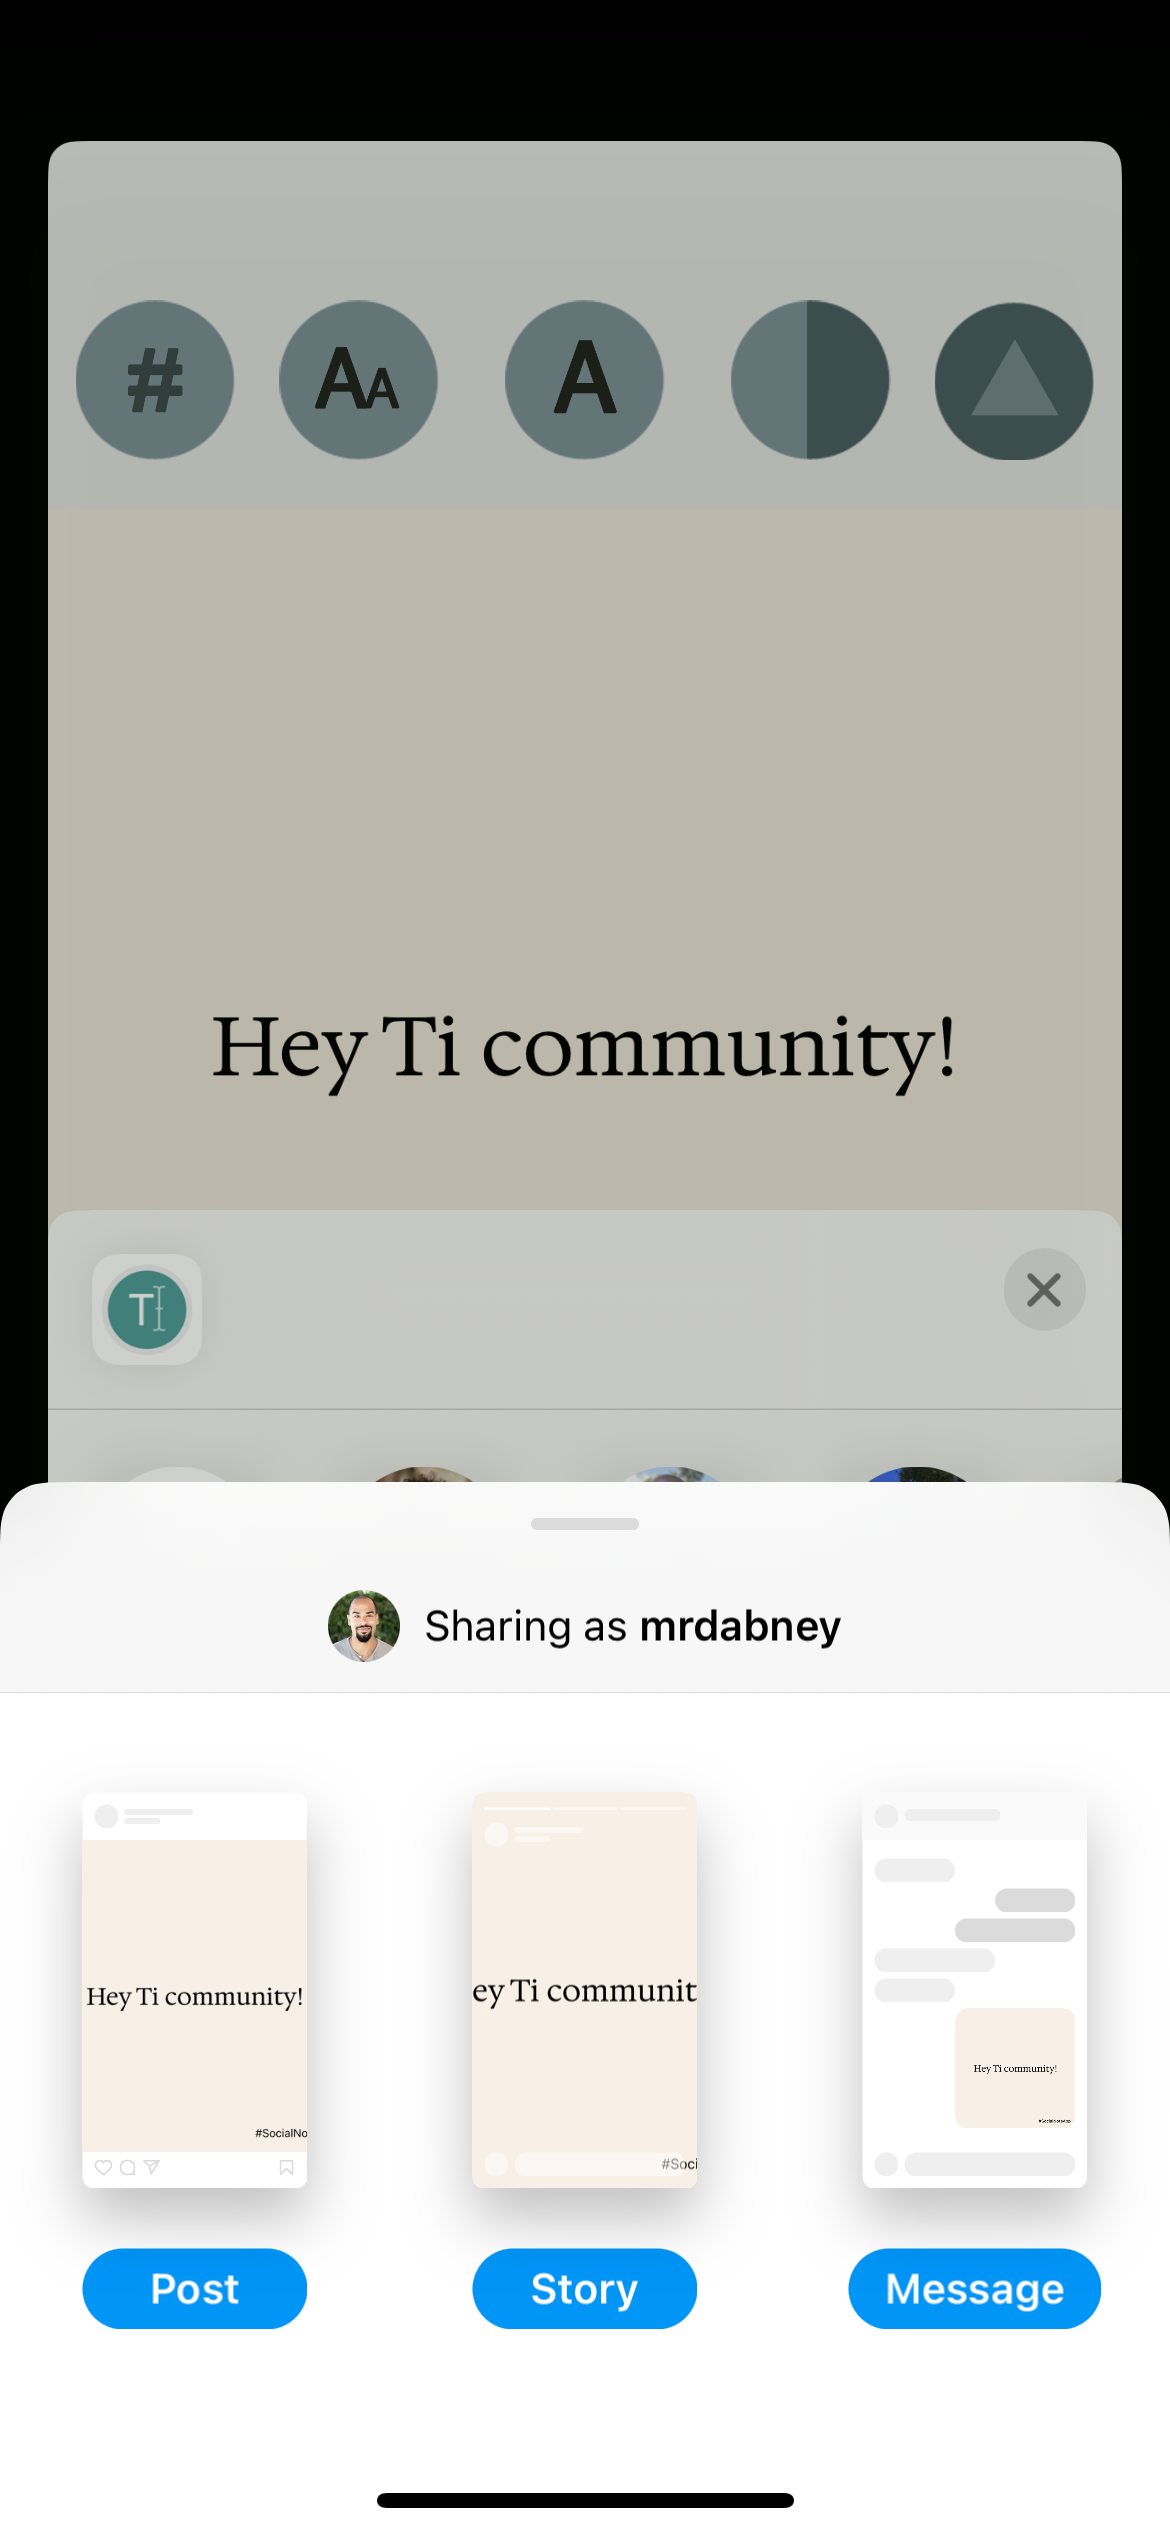 #
AA
A
Hey Ti community!
T
Sharing as mrdabney
Hey Ti community!
#SocialNo
ey Ti communit
#Soci
Hey Ti community!
#SocialNoteApp
Post
Story
Message